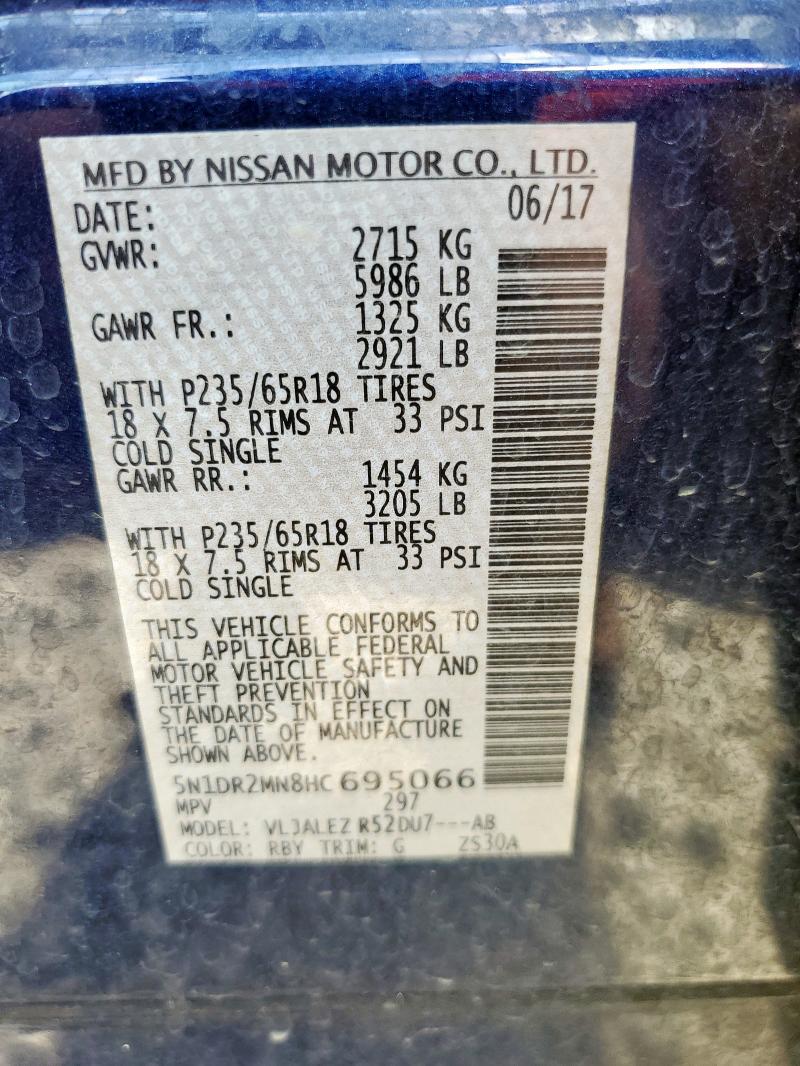 MFD BY NISSAN MOTOR CO., LTD.
DATE: 06/17
GVWR: 2715 KG
5986 LB
GAWR FR.: 1325 KG
2921 LB
WITH P235/65R18 TIRES
18 X 7.5 RIMS AT 33 PSI
COLD SINGLE
GAWR RR.: 1454 KG
3205 LB
WITH P235/65R18 TIRES
18 X 7.5 RIMS AT 33 PSI
COLD SINGLE
THIS VEHICLE CONFORMS TO
ALL APPLICABLE FEDERAL
MOTOR VEHICLE SAFETY AND
THEFT PREVENTION
STANDARDS IN EFFECT ON
THE DATE OF MANUFACTURE
SHOWN ABOVE.
5N1DR2MN8HC695066
MPV 297
MODEL: VLJALEZ R52DU7---AB
COLOR: RBY TRIM: G ZS30A